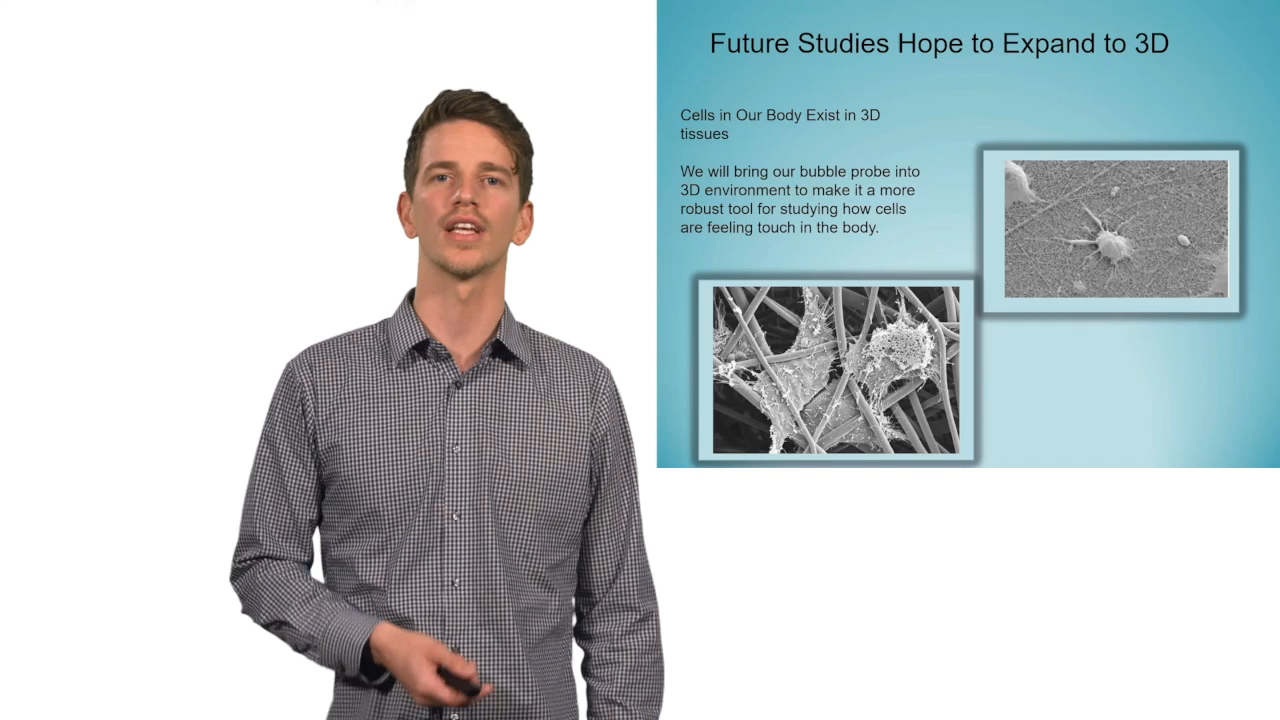 Future Studies Hope to Expand to 3D
Cells in Our Body Exist in 3D
tissues
We will bring our bubble probe into
3D environment to make it a more
robust tool for studying how cells
are feeling touch in the body.